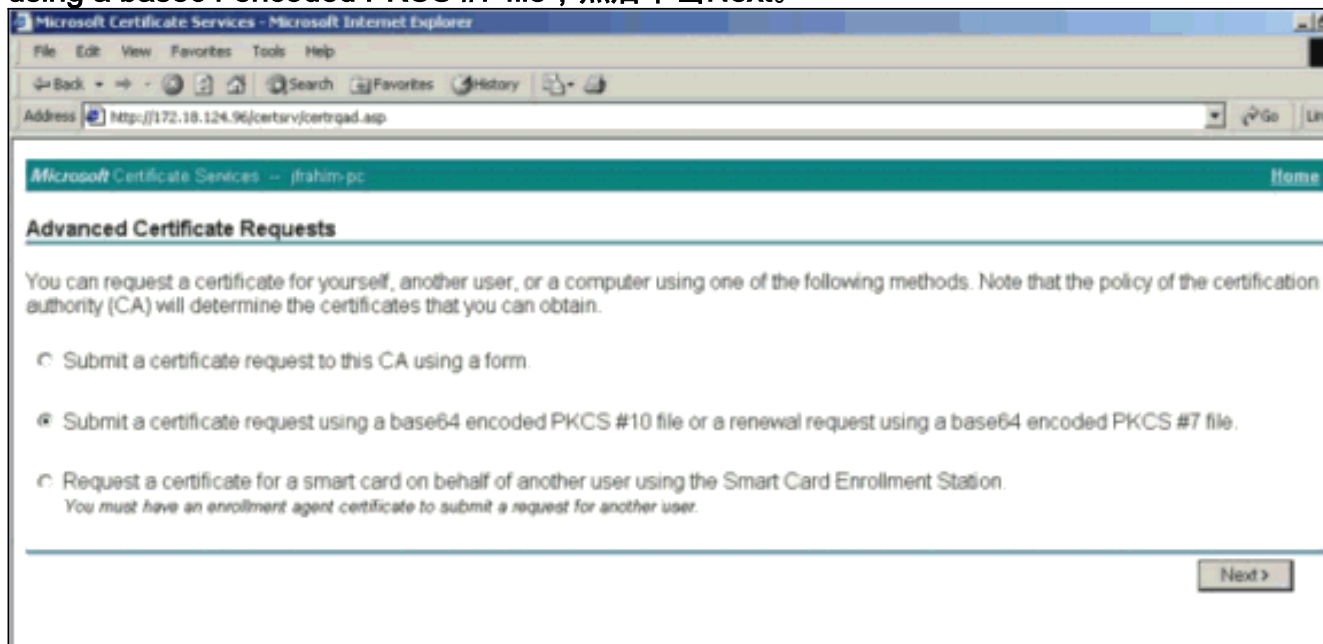 using a base64 encoded PKCS #7 file，然后单击Next。
Microsoft Certificate Services - Microsoft Internet Explorer
File Edit View Favorites Tools Help
Back Search Favorites History
Address http://172.18.124.96/certsrv/certrqad.asp Go
Microsoft Certificate Services -- jfrahim-pc Home
Advanced Certificate Requests
You can request a certificate for yourself, another user, or a computer using one of the following methods. Note that the policy of the certification
authority (CA) will determine the certificates that you can obtain.
Submit a certificate request to this CA using a form.
Submit a certificate request using a base64 encoded PKCS #10 file or a renewal request using a base64 encoded PKCS #7 file.
Request a certificate for a smart card on behalf of another user using the Smart Card Enrollment Station.
You must have an enrollment agent certificate to submit a request for another user.
Next >